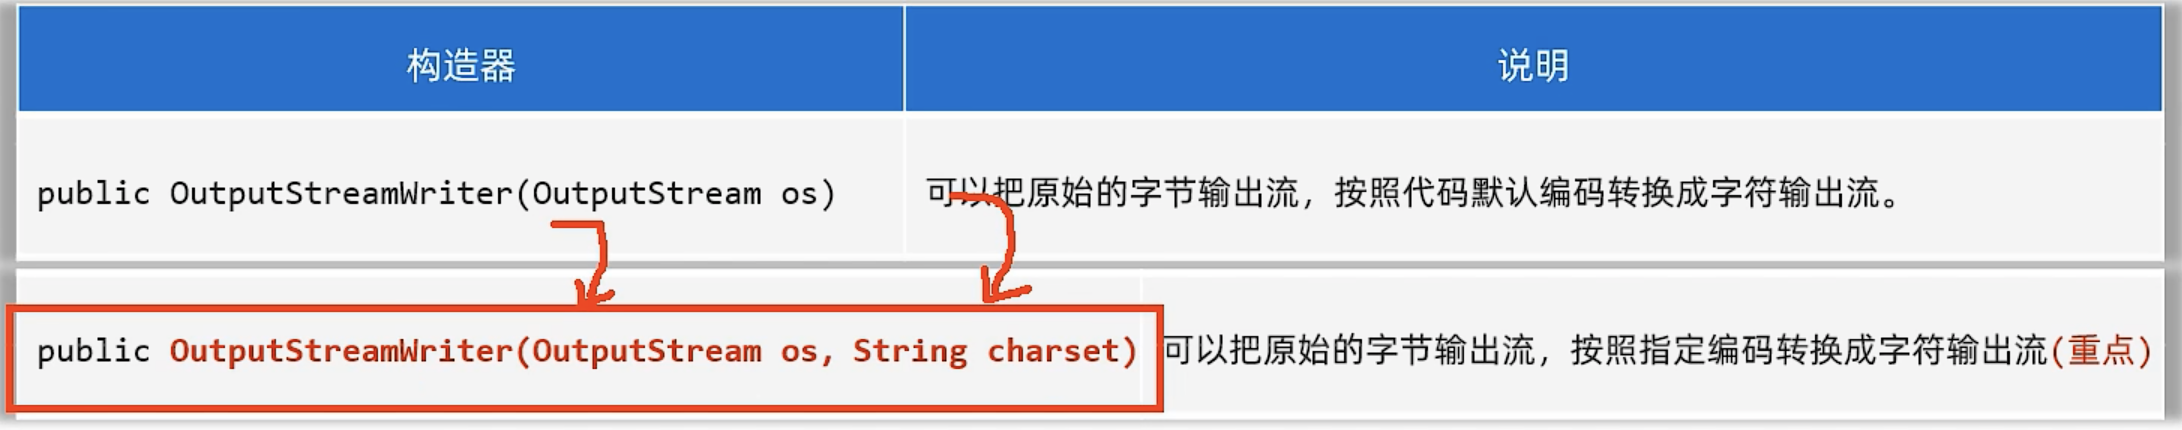 构造器 说明
public OutputStreamWriter(OutputStream os) 可以把原始的字节输出流，按照代码默认编码转换成字符输出流。
public OutputStreamWriter(OutputStream os, String charset) 可以把原始的字节输出流，按照指定编码转换成字符输出流(重点)